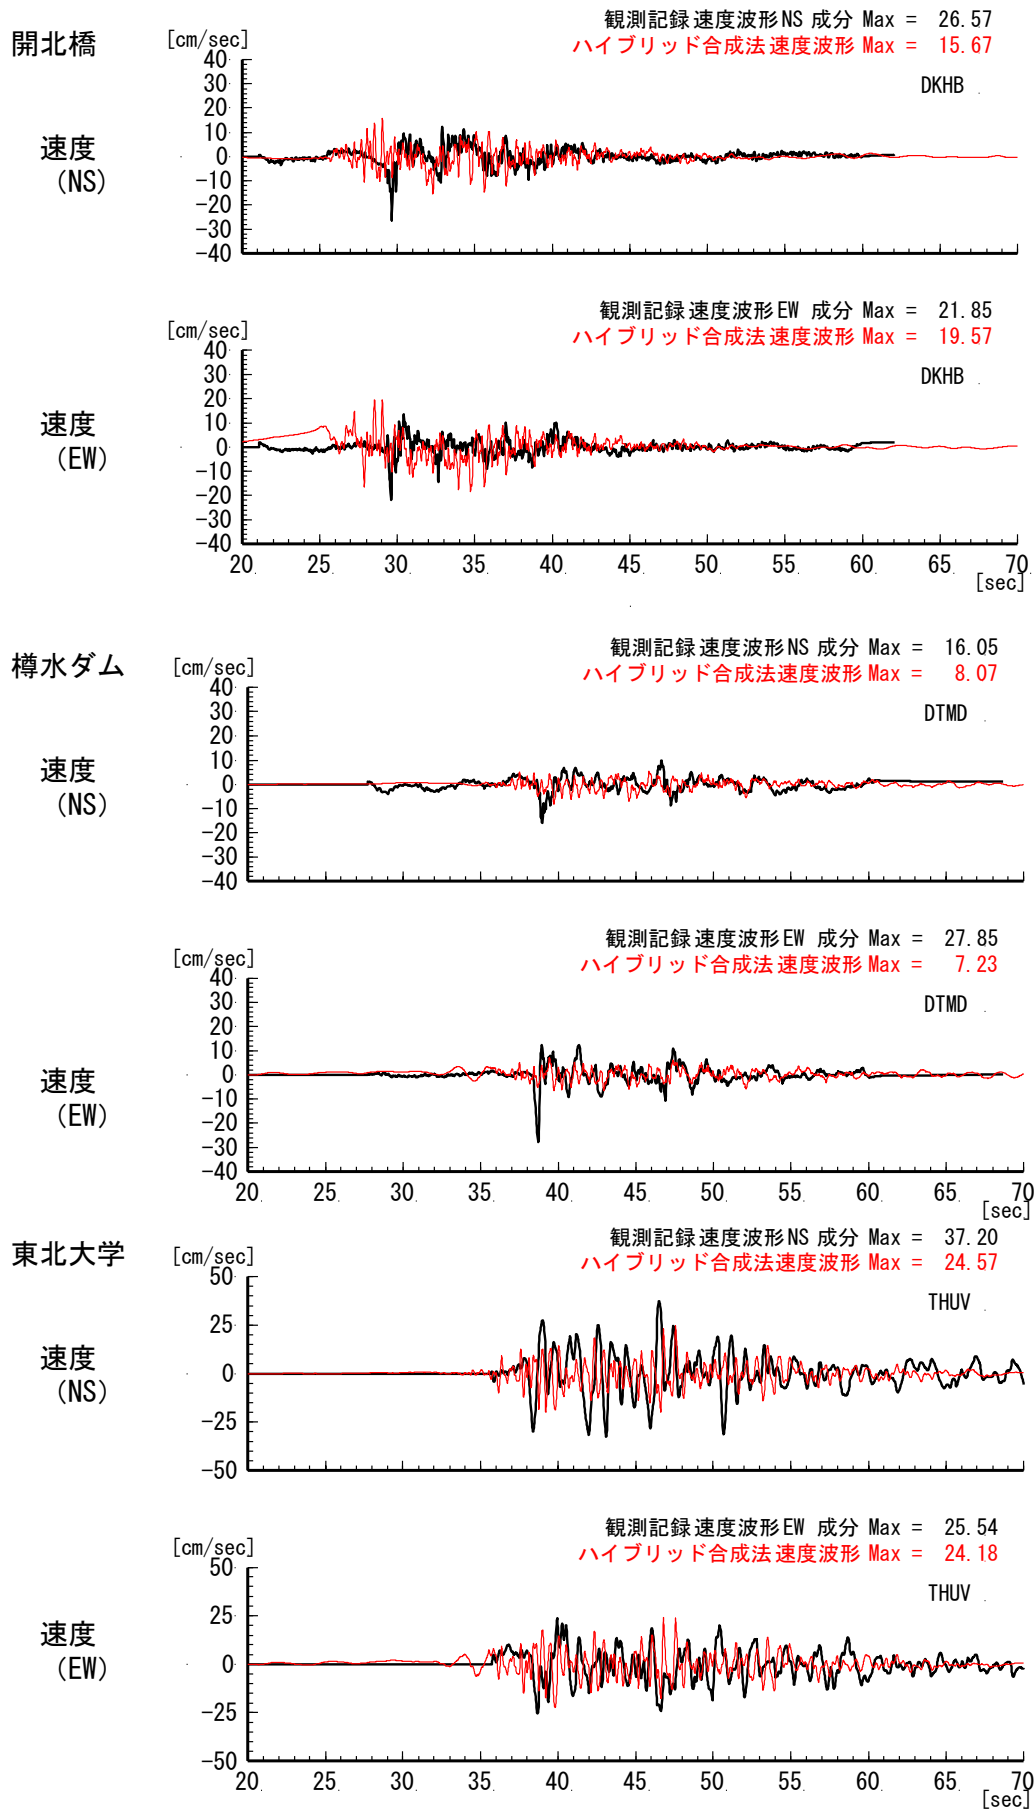 観測記録 速度波形 NS 成分 Max = 26.57
開北橋 [cm/sec] ハイブリッド合成法 速度波形 Max = 15.67
40
DKHB
30
20
10
速度
0
(NS)
-10
-20
-30
-40
観測記録 速度波形 EW 成分 Max = 21.85
[cm/sec] ハイブリッド合成法 速度波形 Max = 19.57
40
DKHB
30
20
10
速度
0
(EW)
-10
-20
-30
-40
20. 25. 30. 35. 40. 45. 50. 55. 60. 65. 70.
[sec]
観測記録 速度波形 NS 成分 Max = 16.05
樽水ダム [cm/sec] ハイブリッド合成法 速度波形 Max = 8.07
40
DTMD
30
20
10
速度
0
(NS)
-10
-20
-30
-40
観測記録 速度波形 EW 成分 Max = 27.85
[cm/sec] ハイブリッド合成法 速度波形 Max = 7.23
40
DTMD
30
20
10
速度
0
(EW)
-10
-20
-30
-40
20. 25. 30. 35. 40. 45. 50. 55. 60. 65. 70
[sec]
観測記録 速度波形 NS 成分 Max = 37.20
東北大学 [cm/sec] ハイブリッド合成法 速度波形 Max = 24.57
50
THUV
25
速度
0
(NS)
-25
-50
観測記録 速度波形 EW 成分 Max = 25.54
[cm/sec] ハイブリッド合成法 速度波形 Max = 24.18
50
THUV
25
速度
0
(EW)
-25
-50
20. 25. 30. 35. 40. 45. 50. 55. 60. 65. 70
[sec]